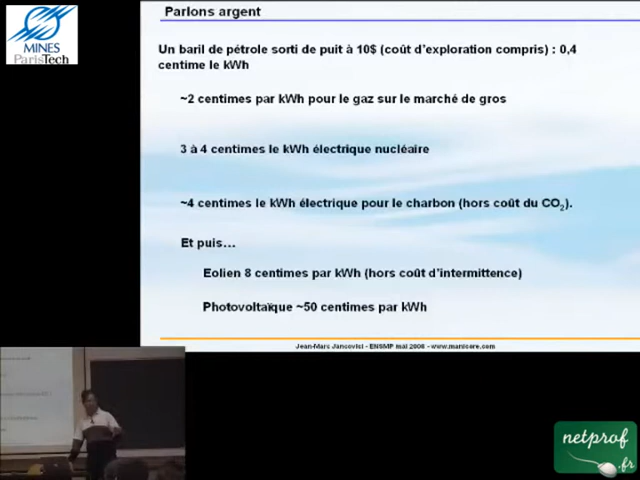 MINES
ParisTech
Parlons argent
Un baril de pétrole sorti de puit à 10$ (coût d'exploration compris) : 0,4
centime le kWh
~2 centimes par kWh pour le gaz sur le marché de gros
3 à 4 centimes le kWh électrique nucléaire
~4 centimes le kWh électrique pour le charbon (hors coût du CO2).
Et puis…
Eolien 8 centimes par kWh (hors coût d'intermittence)
Photovoltaïque ~50 centimes par kWh
Jean-Marc Jancovici - ENSMP mai 2008 - www.manicore.com
netprof
.fr